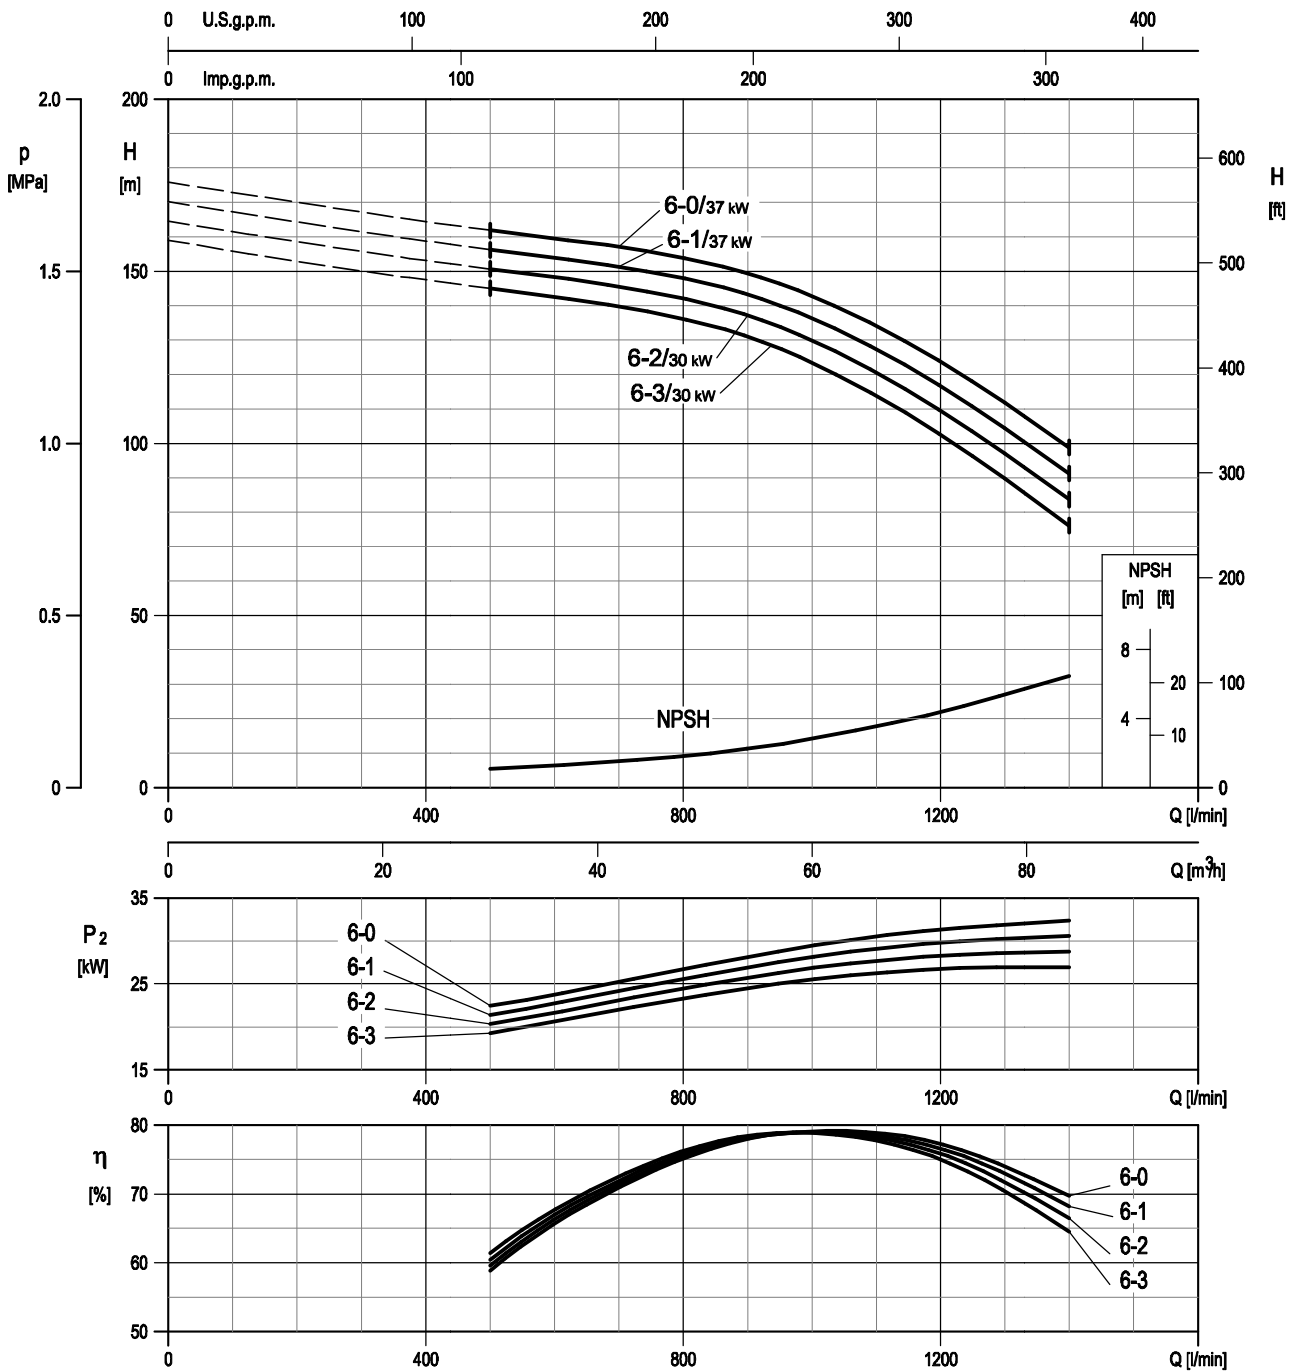 0 U.S.g.p.m. 100 200 300 400
0 Imp.g.p.m. 100 200 300
2.0 200
p H
[MPa] [m]
600
H
[ft]
6-0/37 kW
6-1/37 kW
1.5 150 500
6-2/30 kW
400
6-3/30 kW
1.0 100
300
NPSH
200
[m] [ft]
0.5 50
8
20 100
NPSH 4
10
0 0 0
0 400 800 1200 Q [l/min]
0 20 40 60 80 Q [m³/h]
35
P2
[kW]
6-0
6-1
25
6-2
6-3
15
0 400 800 1200 Q [l/min]
80
η
[%]
70
6-0
6-1
6-2
60
6-3
50
0 400 800 1200 Q [l/min]